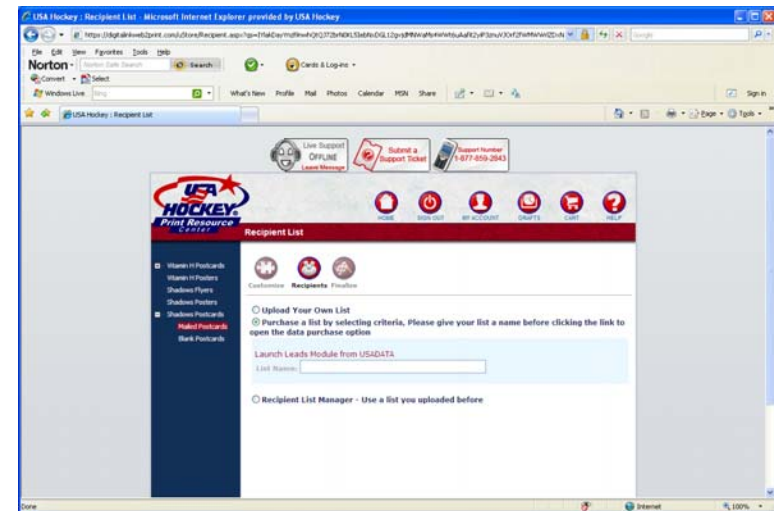 USA Hockey : Recipient List - Microsoft Internet Explorer provided by USA Hockey
File Edit View Favorites Tools Help
Norton
Search
Cards & Log-ins
Convert
Select
Windows Live
Bing
What's New Profile Mail Photos Calendar MSN Share
Sign in
USA Hockey : Recipient List
Page
Tools
Live Support
OFFLINE
Leave Message
Submit a
Support Ticket
Support Number
1-877-859-2843
USA
HOCKEY.
Print Resource
Center
HOME
SIGN OUT
MY ACCOUNT
DRAFTS
CART
HELP
Recipient List
Vitamin H Postcards
Vitamin H Posters
Shadows Flyers
Shadows Posters
Shadows Postcards
Mailed Postcards
Blank Postcards
Customize Recipients Finalize
Upload Your Own List
Purchase a list by selecting criteria, Please give your list a name before clicking the link to
open the data purchase option
Launch Leads Module from USADATA
List Name:
Recipient List Manager - Use a list you uploaded before
Done
Internet
100%